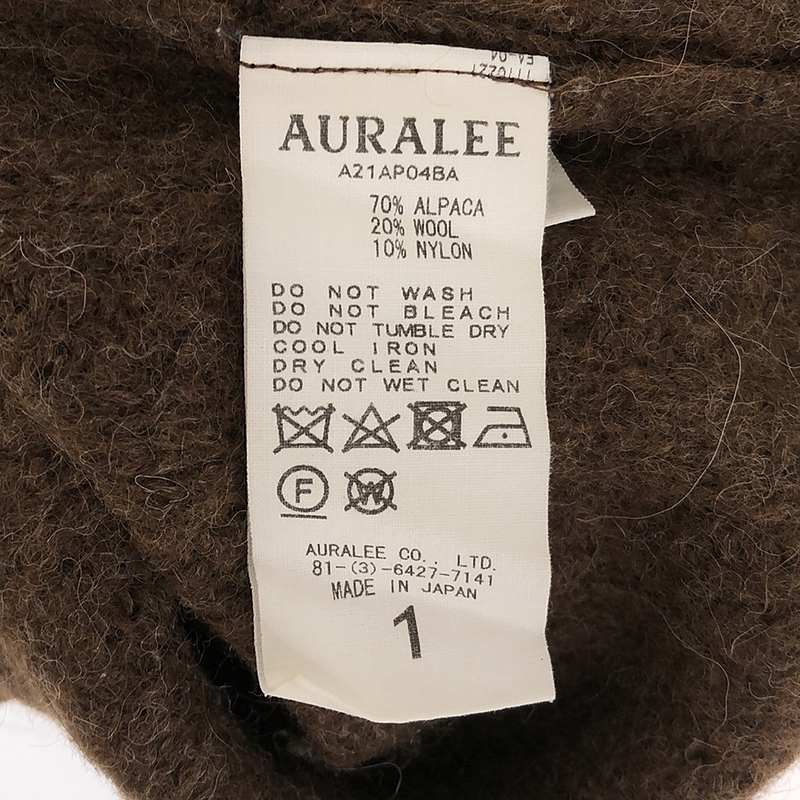 AURALEE
A21AP04BA
70% ALPACA
20% WOOL
10% NYLON
DO NOT WASH
DO NOT BLEACH
DO NOT TUMBLE DRY
COOL IRON
DRY CLEAN
DO NOT WET CLEAN
F W
AURALEE CO., LTD.
81-(3)-6427-7141
MADE IN JAPAN
1